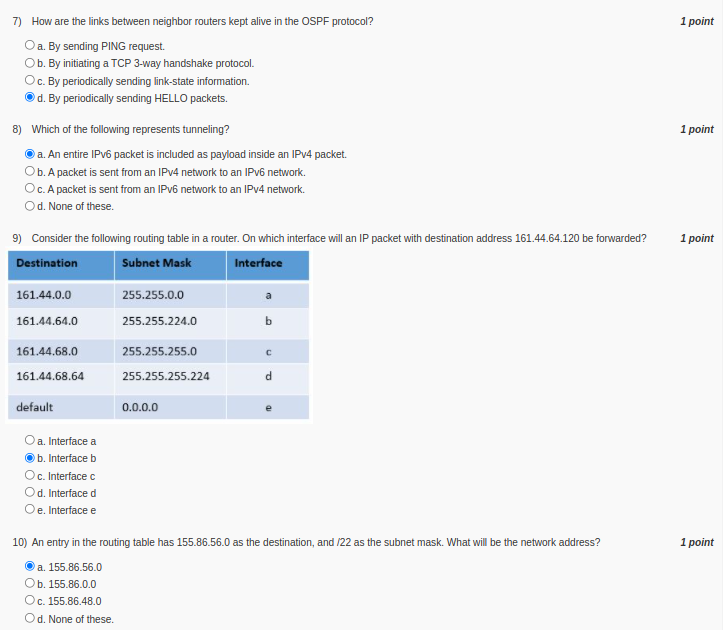 7) How are the links between neighbor routers kept alive in the OSPF protocol? 1 point
a. By sending PING request.
b. By initiating a TCP 3-way handshake protocol.
c. By periodically sending link-state information.
d. By periodically sending HELLO packets.
8) Which of the following represents tunneling? 1 point
a. An entire IPv6 packet is included as payload inside an IPv4 packet.
b. A packet is sent from an IPv4 network to an IPv6 network.
c. A packet is sent from an IPv6 network to an IPv4 network.
d. None of these.
9) Consider the following routing table in a router. On which interface will an IP packet with destination address 161.44.64.120 be forwarded? 1 point
Destination Subnet Mask Interface
161.44.0.0 255.255.0.0 a
161.44.64.0 255.255.224.0 b
161.44.68.0 255.255.255.0 c
161.44.68.64 255.255.255.224 d
default 0.0.0.0 e
a. Interface a
b. Interface b
c. Interface c
d. Interface d
e. Interface e
10) An entry in the routing table has 155.86.56.0 as the destination, and /22 as the subnet mask. What will be the network address? 1 point
a. 155.86.56.0
b. 155.86.0.0
c. 155.86.48.0
d. None of these.